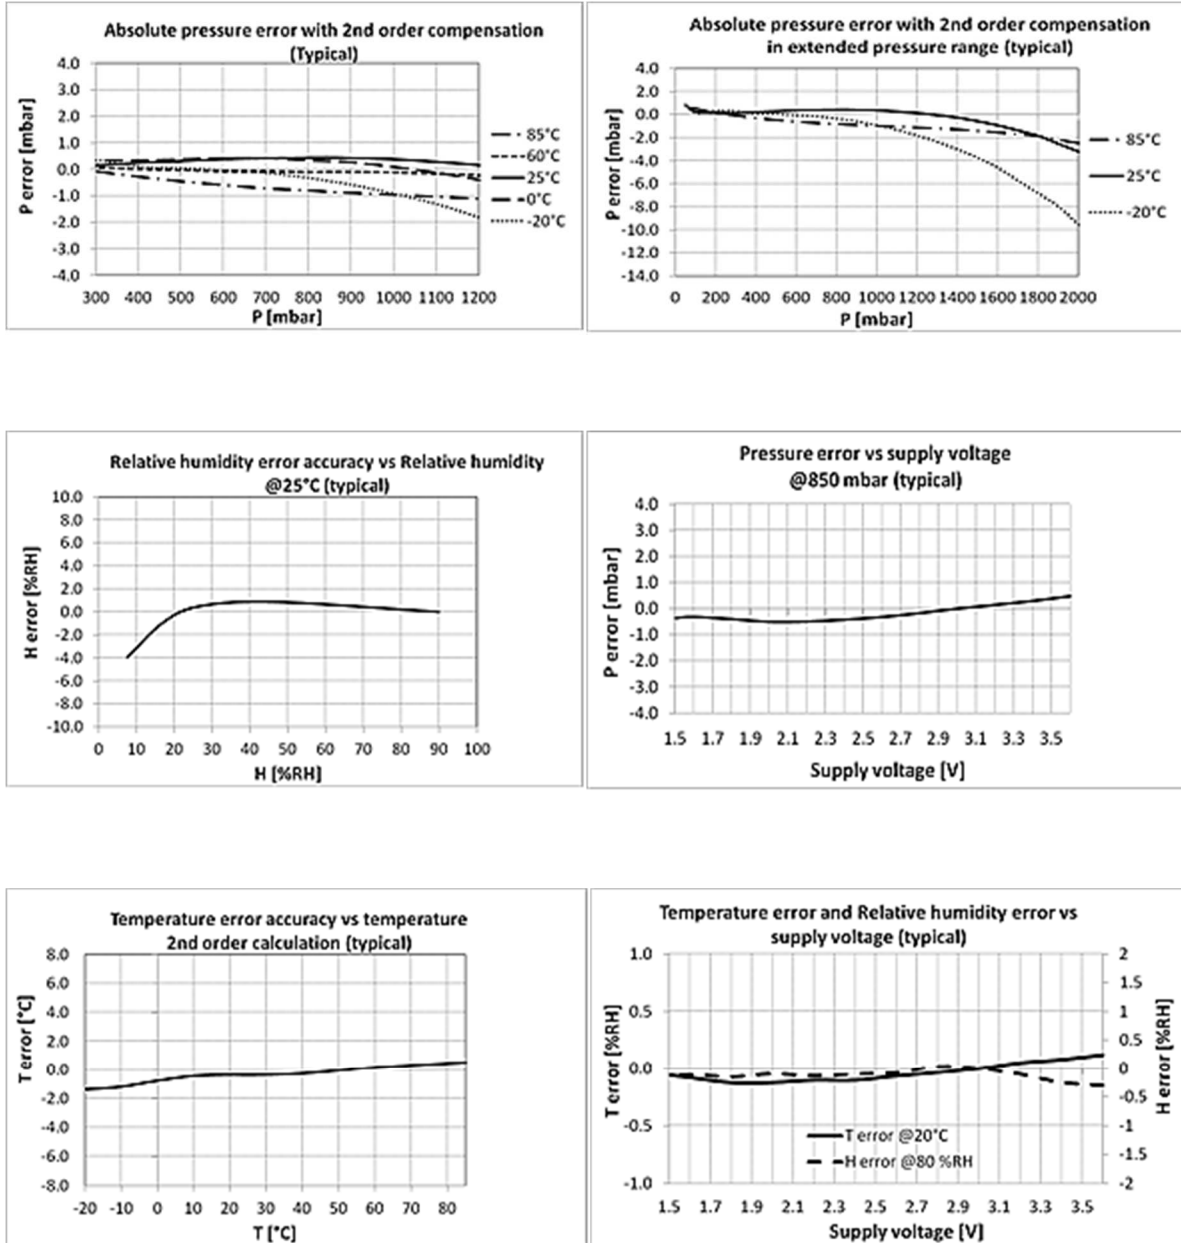 Absolute pressure error with 2nd order compensation
(Typical)
4.0
3.0
2.0
1.0
0.0
-1.0
-2.0
-3.0
-4.0
P error [mbar]
300 400 500 600 700 800 900 1000 1100 1200
P [mbar]
85°C
60°C
25°C
0°C
-20°C
Absolute pressure error with 2nd order compensation
in extended pressure range (typical)
4.0
2.0
0.0
-2.0
-4.0
-6.0
-8.0
-10.0
-12.0
-14.0
P error [mbar]
0 200 400 600 800 1000 1200 1400 1600 1800 2000
P [mbar]
85°C
25°C
-20°C
Relative humidity error accuracy vs Relative humidity
@25°C (typical)
10.0
8.0
6.0
4.0
2.0
0.0
-2.0
-4.0
-6.0
-8.0
-10.0
H error [%RH]
0 10 20 30 40 50 60 70 80 90 100
H [%RH]
Pressure error vs supply voltage
@850 mbar (typical)
4.0
3.0
2.0
1.0
0.0
-1.0
-2.0
-3.0
-4.0
P error [mbar]
1.5 1.7 1.9 2.1 2.3 2.5 2.7 2.9 3.1 3.3 3.5
Supply voltage [V]
Temperature error accuracy vs temperature
2nd order calculation (typical)
8.0
6.0
4.0
2.0
0.0
-2.0
-4.0
-6.0
-8.0
T error [°C]
-20 -10 0 10 20 30 40 50 60 70 80
T [°C]
Temperature error and Relative humidity error vs
supply voltage (typical)
1.0
0.5
0.0
-0.5
-1.0
T error [%RH]
2
1.5
1
0.5
0
-0.5
-1
-1.5
-2
H error [%RH]
T error @20°C
H error @80 %RH
1.5 1.7 1.9 2.1 2.3 2.5 2.7 2.9 3.1 3.3 3.5
Supply voltage [V]